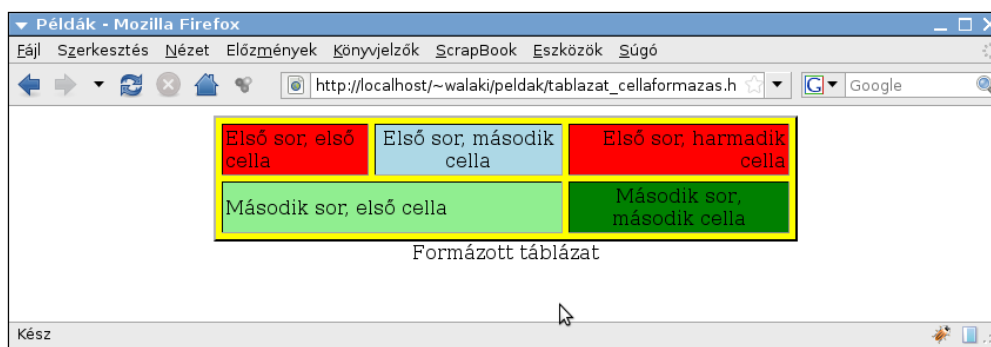 Példák - Mozilla Firefox
Fájl Szerkesztés Nézet Előzmények Könyvjelzők ScrapBook Eszközök Súgó
http://localhost/~walaki/peldak/tablazat_cellaformazas.h G Google
Első sor, első
cella
Első sor, második
cella
Első sor, harmadik
cella
Második sor, első cella
Második sor,
második cella
Formázott táblázat
Kész